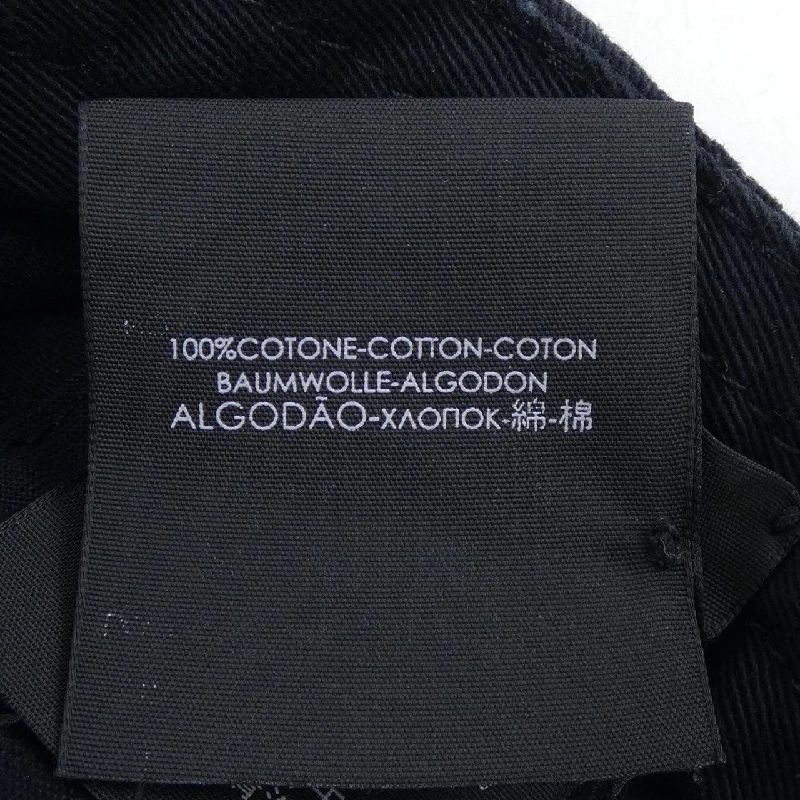 100%COTONE-COTTON-COTON
BAUMWOLLE-ALGODON
ALGODÃO-ХЛОПОК-綿-棉